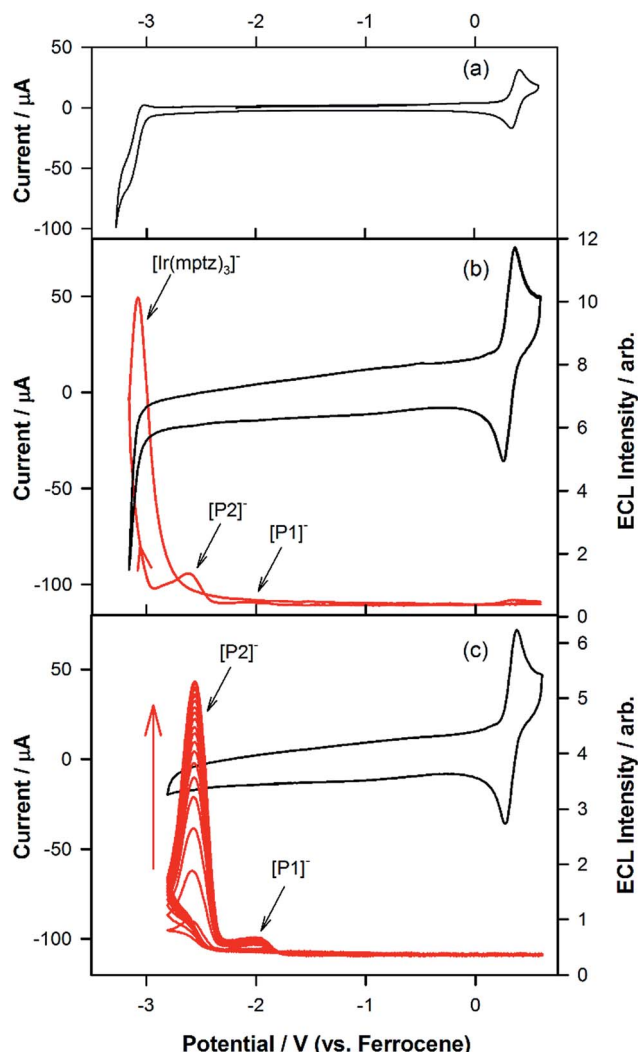 -3 -2 -1 0
50
0
-50
-100
Current / µA
(a)
[Ir(mptz)₃]⁻
(b)
50
0
-50
-100
Current / µA
12
10
8
6
4
2
0
ECL Intensity / arb.
[P2]⁻
[P1]⁻
(c)
[P2]⁻
50
0
-50
-100
Current / µA
6
5
4
3
2
1
0
ECL Intensity / arb.
[P1]⁻
-3 -2 -1 0
Potential / V (vs. Ferrocene)